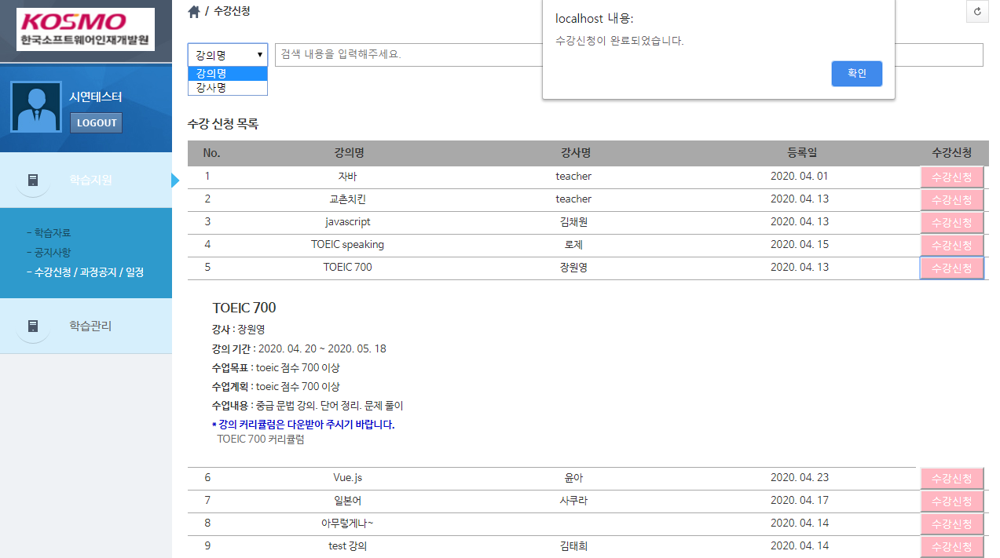 KOSMO
한국소프트웨어인재개발원
/ 수강신청
localhost 내용:
수강신청이 완료되었습니다.
확인
강의명
검색 내용을 입력해주세요.
강의명
강사명
시연테스터
LOGOUT
학습지원
- 학습자료
- 공지사항
- 수강신청 / 과정공지 / 일정
학습관리
수강 신청 목록
No. 강의명 강사명 등록일 수강신청
1 자바 teacher 2020. 04. 01 수강신청
2 교촌치킨 teacher 2020. 04. 13 수강신청
3 javascript 김채원 2020. 04. 13 수강신청
4 TOEIC speaking 로제 2020. 04. 15 수강신청
5 TOEIC 700 장원영 2020. 04. 13 수강신청
TOEIC 700
강사 : 장원영
강의 기간 : 2020. 04. 20 ~ 2020. 05. 18
수업목표 : toeic 점수 700 이상
수업계획 : toeic 점수 700 이상
수업내용 : 중급 문법 강의. 단어 정리. 문제 풀이
* 강의 커리큘럼은 다운받아 주시기 바랍니다.
TOEIC 700 커리큘럼
6 Vue.js 윤아 2020. 04. 23 수강신청
7 일본어 사쿠라 2020. 04. 17 수강신청
8 아무렇게나~ 2020. 04. 14 수강신청
9 test 강의 김태희 2020. 04. 14 수강신청